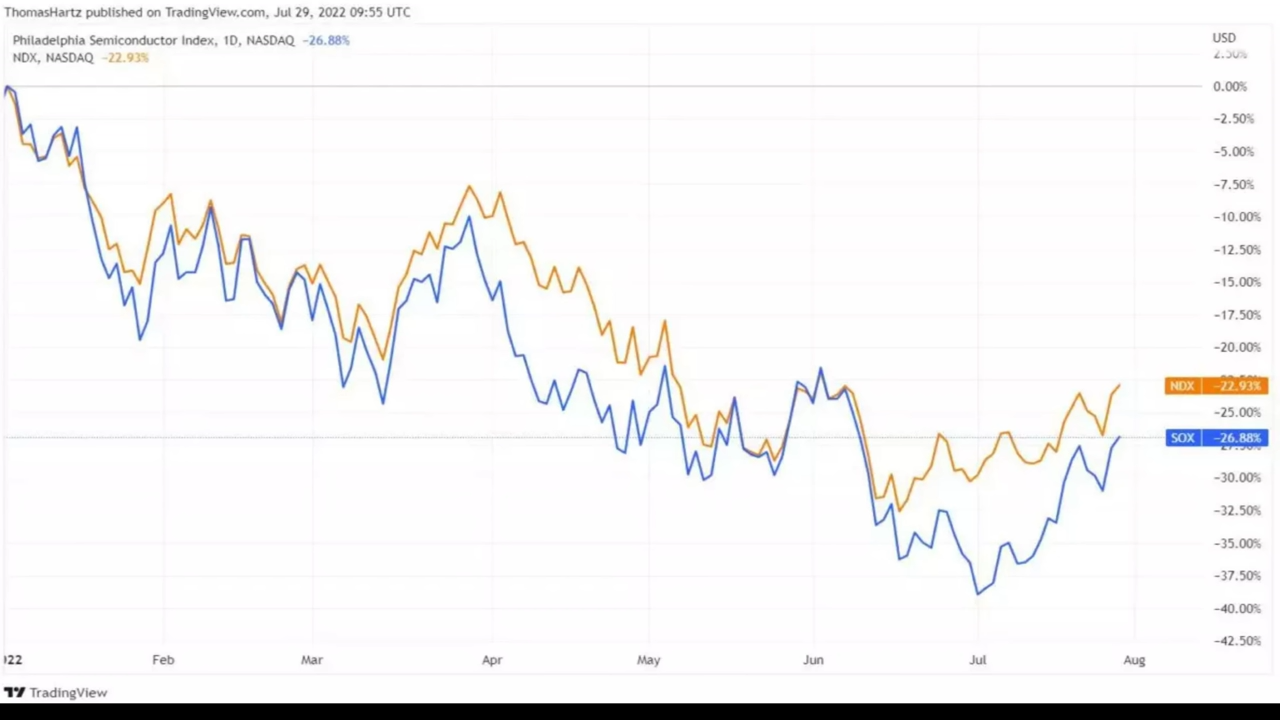 ThomasHartz published on TradingView.com, Jul 29, 2022 09:55 UTC
Philadelphia Semiconductor Index, 1D, NASDAQ −26.88%
NDX, NASDAQ −22.93%
USD
2.50%
0.00%
−2.50%
−5.00%
−7.50%
−10.00%
−12.50%
−15.00%
−17.50%
−20.00%
NDX −22.93%
−25.00%
SOX −26.88%
−30.00%
−32.50%
−35.00%
−37.50%
−40.00%
−42.50%
022 Feb Mar Apr May Jun Jul Aug
TradingView